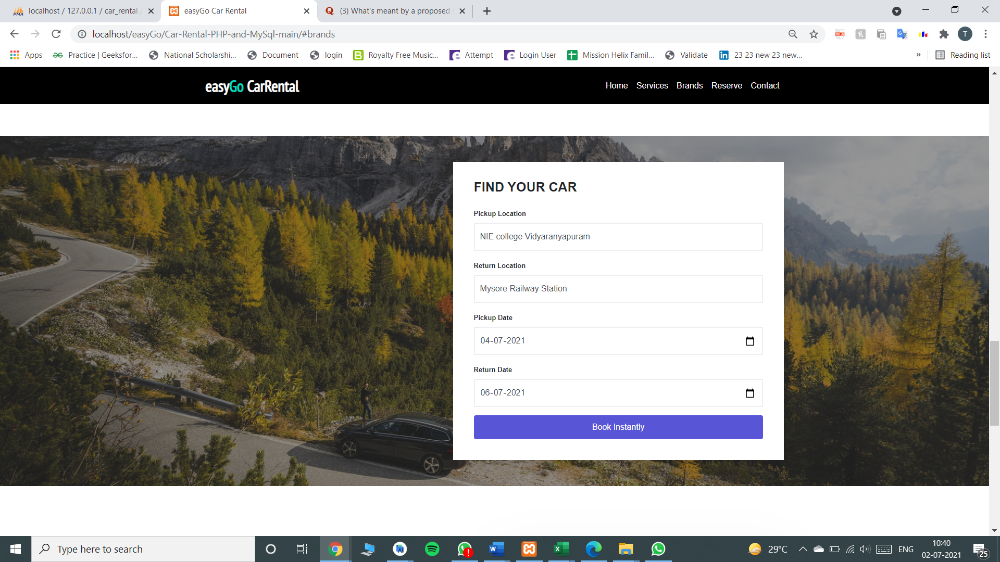 localhost / 127.0.0.1 / car_rental
easyGo Car Rental
(3) What's meant by a proposed
localhost/easyGo/Car-Rental-PHP-and-MySql-main/#brands
T
Apps
Practice | Geeksfor...
National Scholarshi...
Document
login
Royalty Free Music...
Attempt
Login User
Mission Helix Famil...
Validate
23 23 new 23 new...
»
Reading list
easyGo CarRental
Home Services Brands Reserve Contact
FIND YOUR CAR
Pickup Location
NIE college Vidyaranyapuram
Return Location
Mysore Railway Station
Pickup Date
04-07-2021
Return Date
06-07-2021
Book Instantly
Type here to search
29°C
ENG
10:40
02-07-2021
25